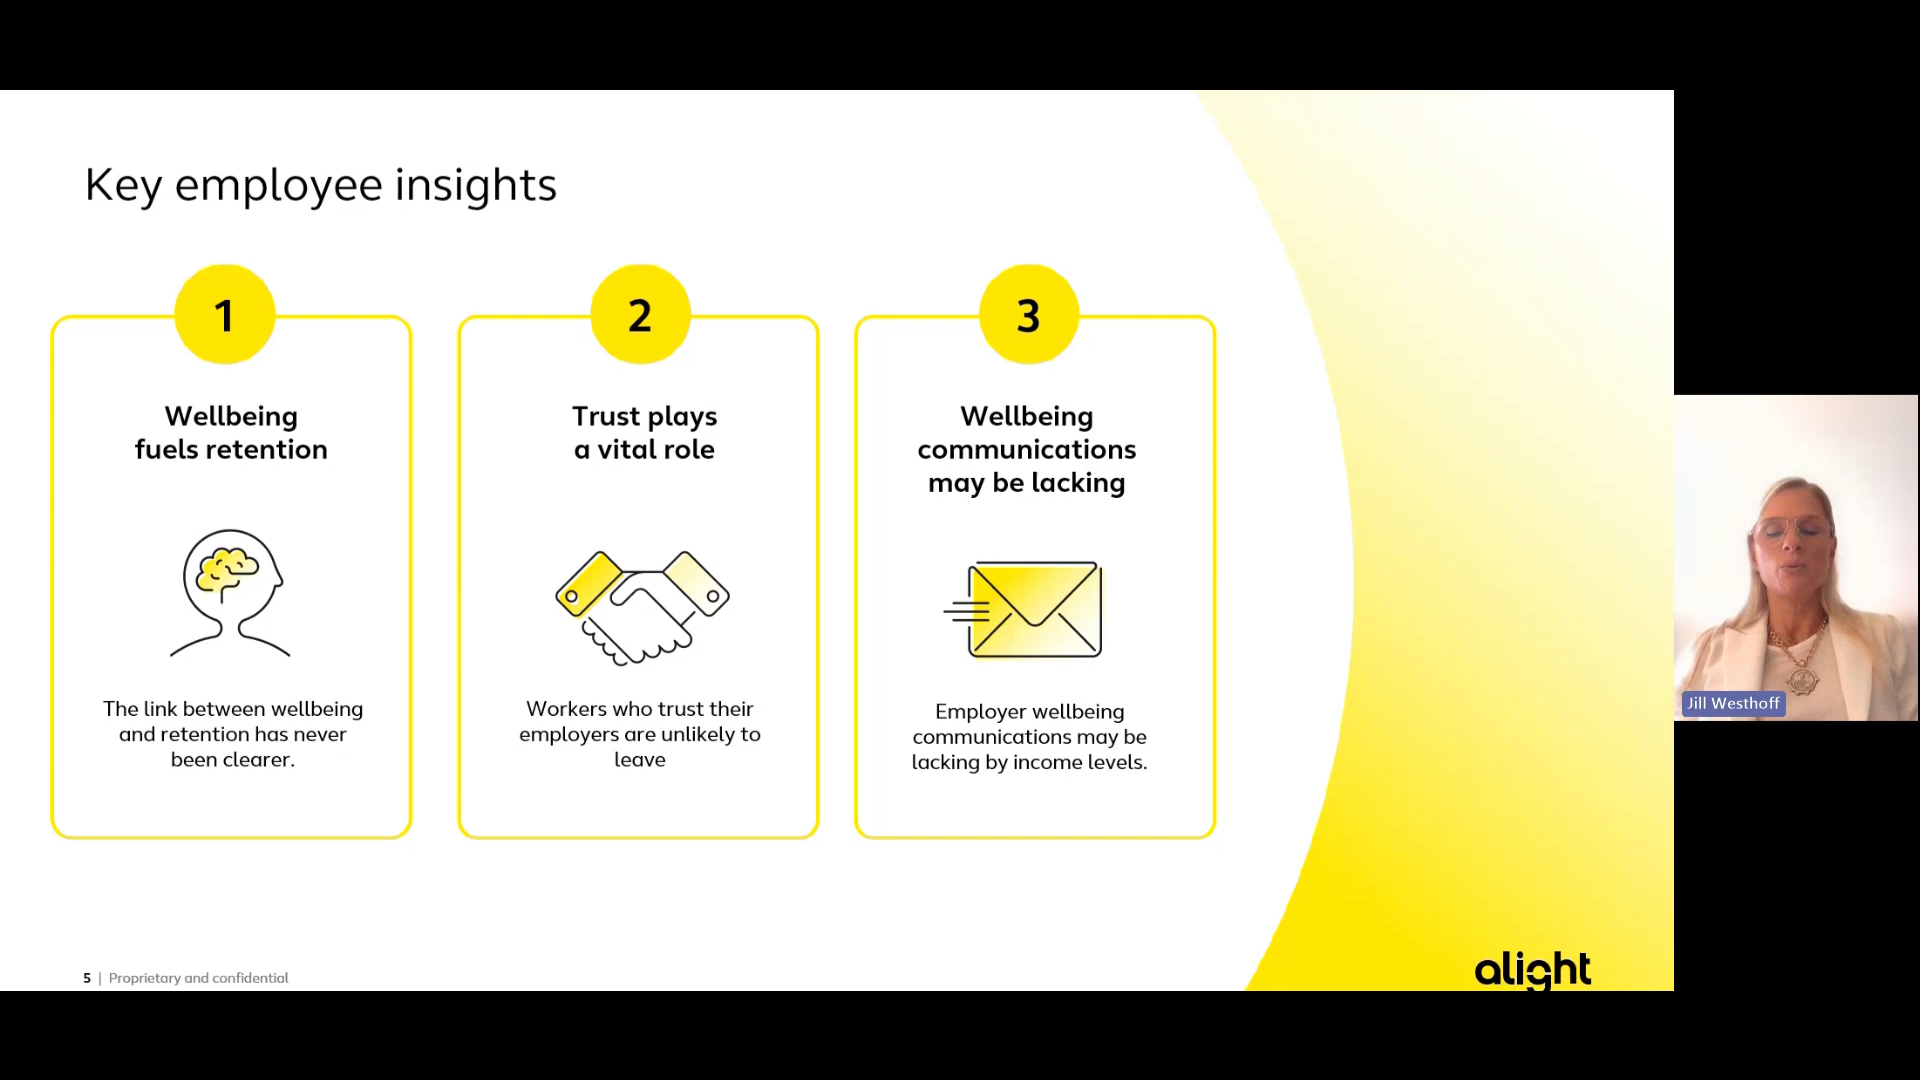 Key employee insights
1
Wellbeing
fuels retention
The link between wellbeing
and retention has never
been clearer.
2
Trust plays
a vital role
Workers who trust their
employers are unlikely to
leave
3
Wellbeing
communications
may be lacking
Employer wellbeing
communications may be
lacking by income levels.
Jill Westhoff
5 | Proprietary and confidential
alight